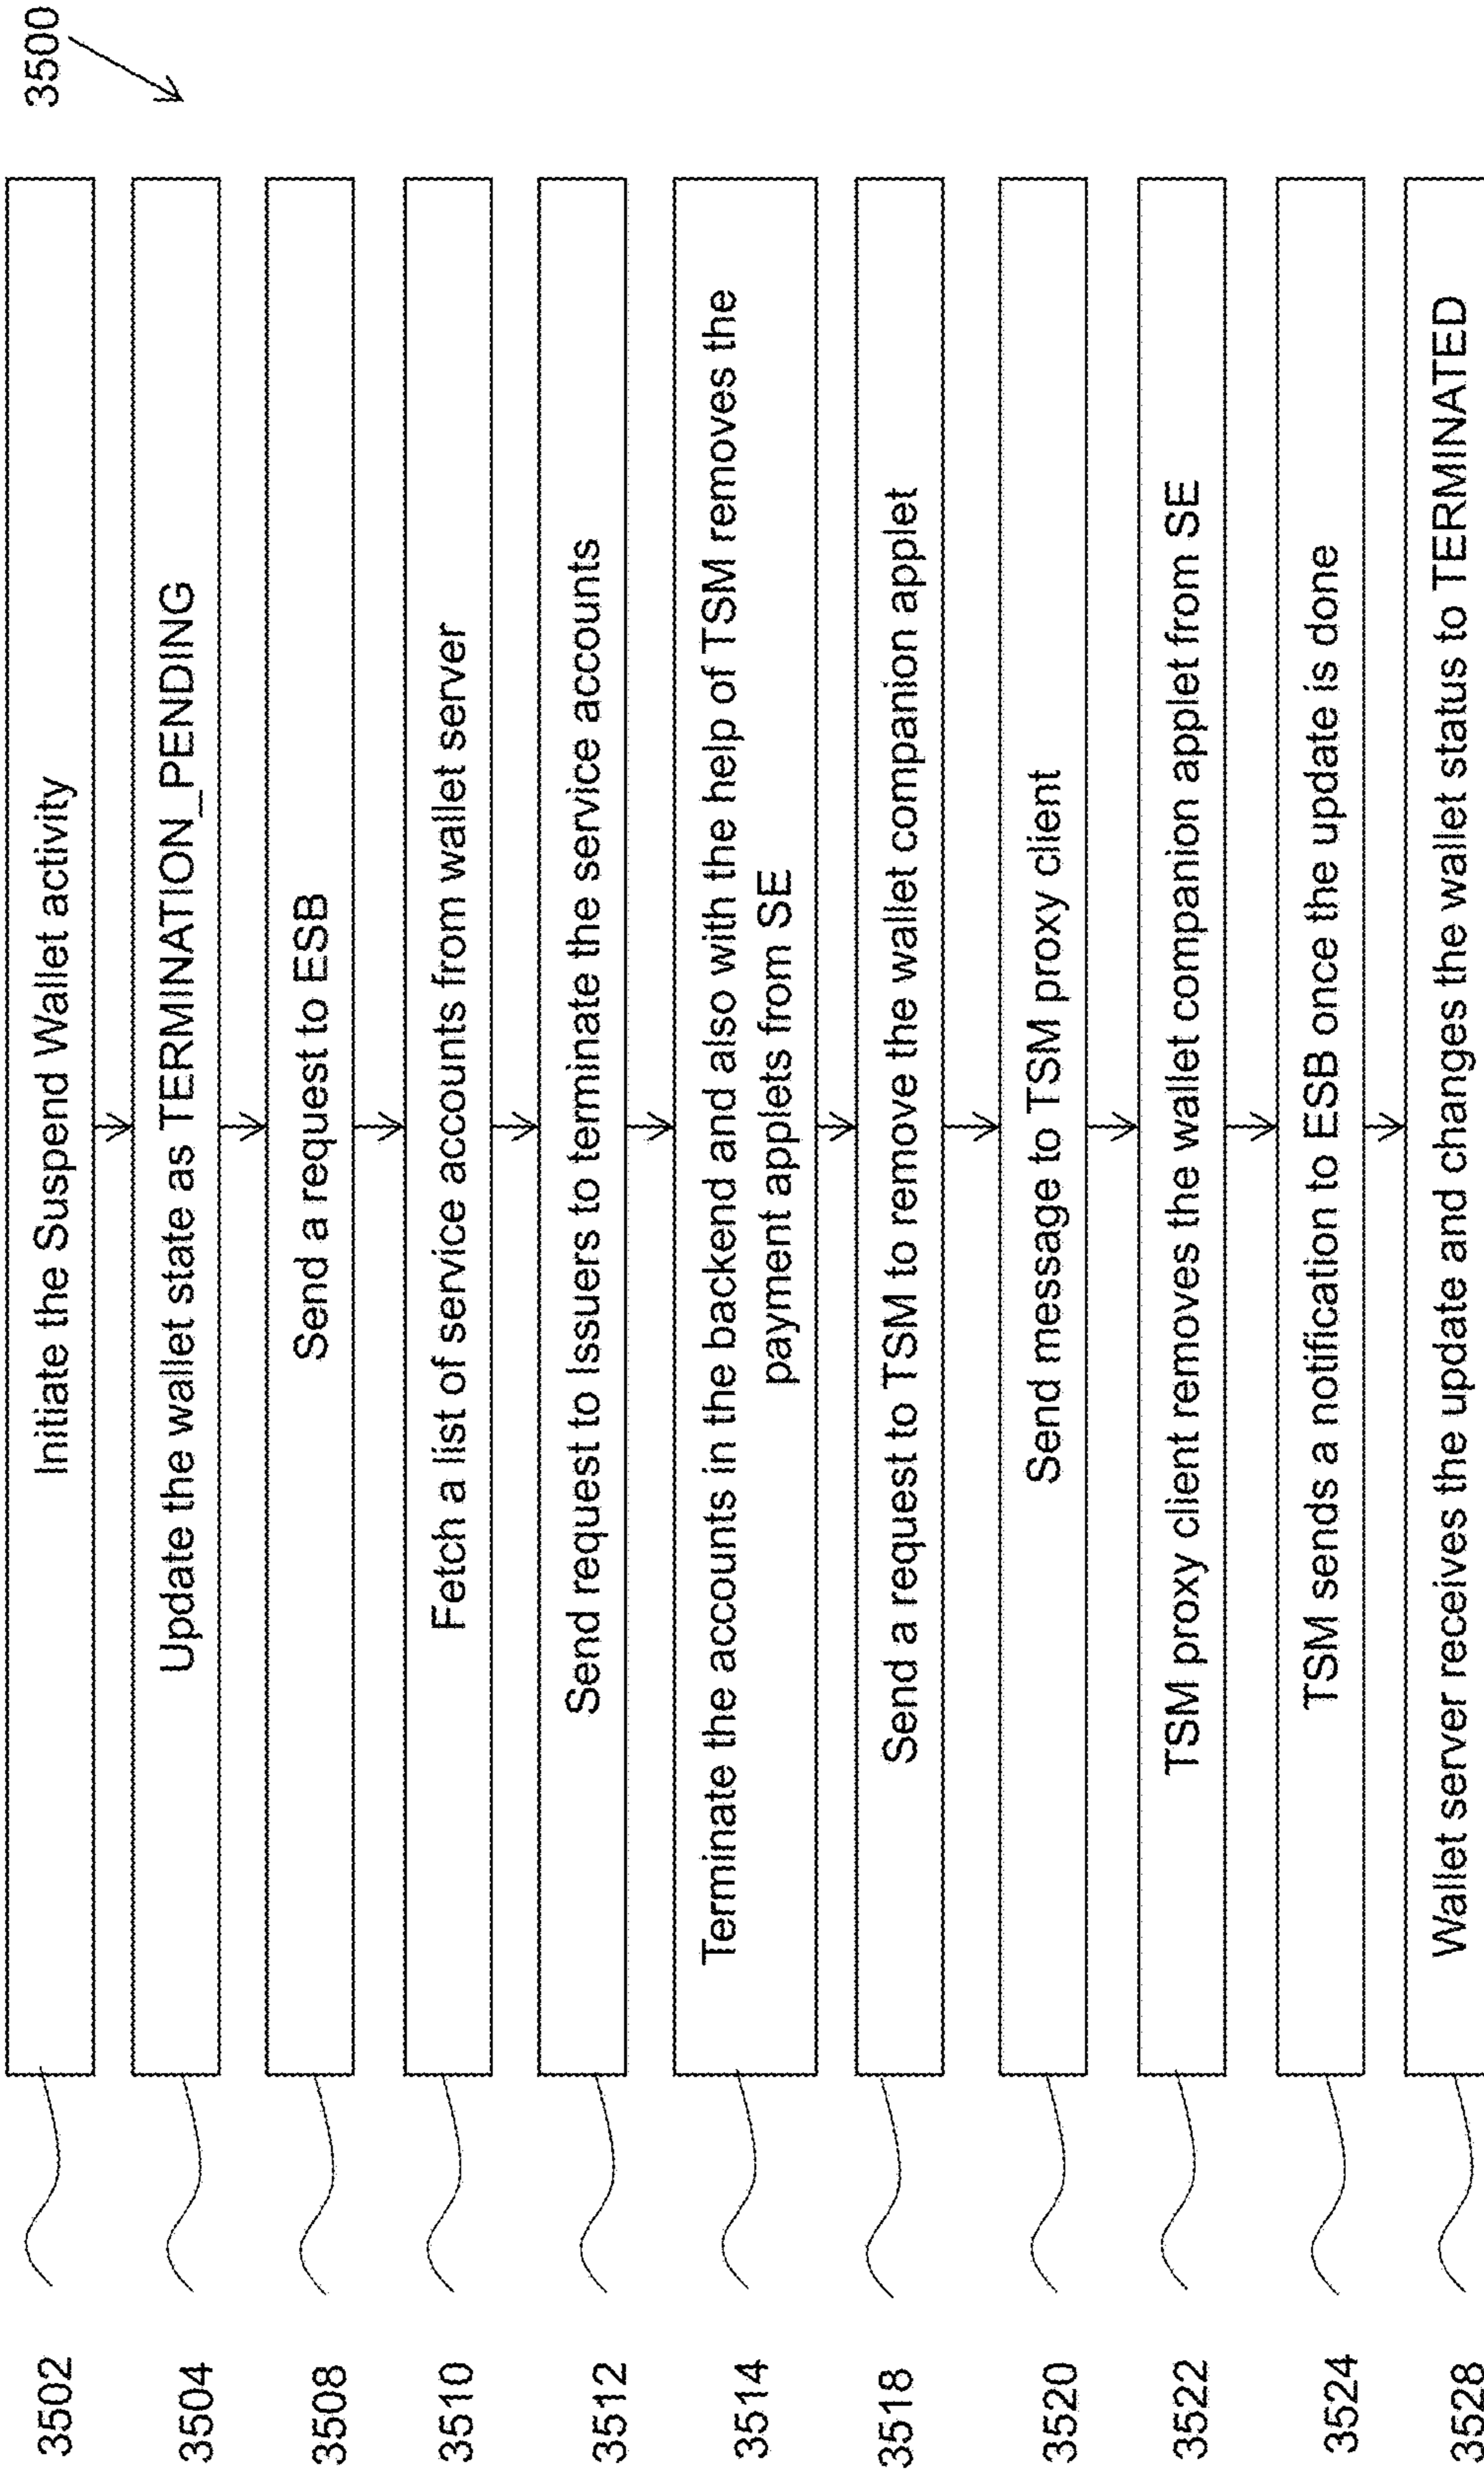 3500
3502
Initiate the Suspend Wallet activity
3504
Update the wallet state as TERMINATION_PENDING
3508
Send a request to ESB
3510
Fetch a list of service accounts from wallet server
3512
Send request to Issuers to terminate the service accounts
3514
Terminate the accounts in the backend and also with the help of TSM removes the
payment applets from SE
3518
Send a request to TSM to remove the wallet companion applet
3520
Send message to TSM proxy client
3522
TSM proxy client removes the wallet companion applet from SE
3524
TSM sends a notification to ESB once the update is done
3528
Wallet server receives the update and changes the wallet status to TERMINATED